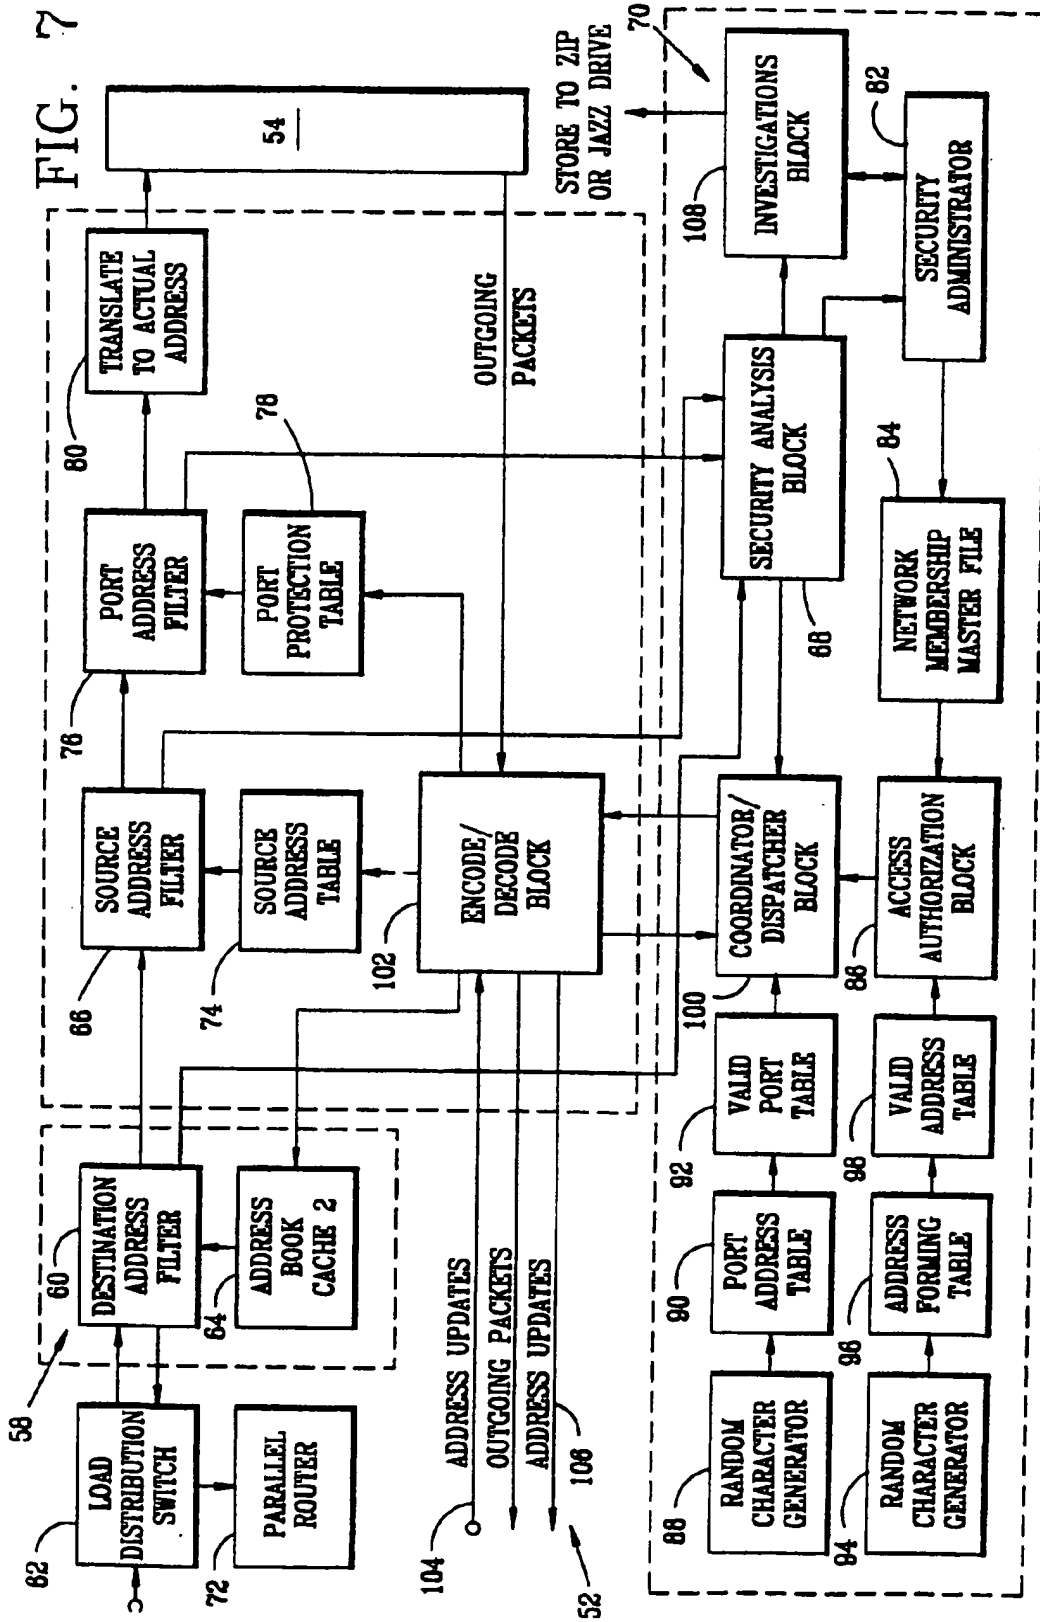 FIG. 7
58
62
LOAD
DISTRIBUTION
SWITCH
72
PARALLEL
ROUTER
60
DESTINATION
ADDRESS
FILTER
64
ADDRESS
BOOK
CACHE 2
66
SOURCE
ADDRESS
FILTER
74
SOURCE
ADDRESS
TABLE
76
PORT
ADDRESS
FILTER
78
PORT
PROTECTION
TABLE
80
TRANSLATE
TO ACTUAL
ADDRESS
54
102
ENCODE/
DECODE
BLOCK
OUTGOING
PACKETS
104
ADDRESS UPDATES
OUTGOING PACKETS
ADDRESS UPDATES
106
52
STORE TO ZIP
OR JAZZ DRIVE
70
88
RANDOM
CHARACTER
GENERATOR
90
PORT
ADDRESS
TABLE
92
VALID
PORT
TABLE
100
COORDINATOR/
DISPATCHER
BLOCK
68
SECURITY ANALYSIS
BLOCK
108
INVESTIGATIONS
BLOCK
94
RANDOM
CHARACTER
GENERATOR
96
ADDRESS
FORMING
TABLE
98
VALID
ADDRESS
TABLE
86
ACCESS
AUTHORIZATION
BLOCK
84
NETWORK
MEMBERSHIP
MASTER FILE
82
SECURITY
ADMINISTRATOR